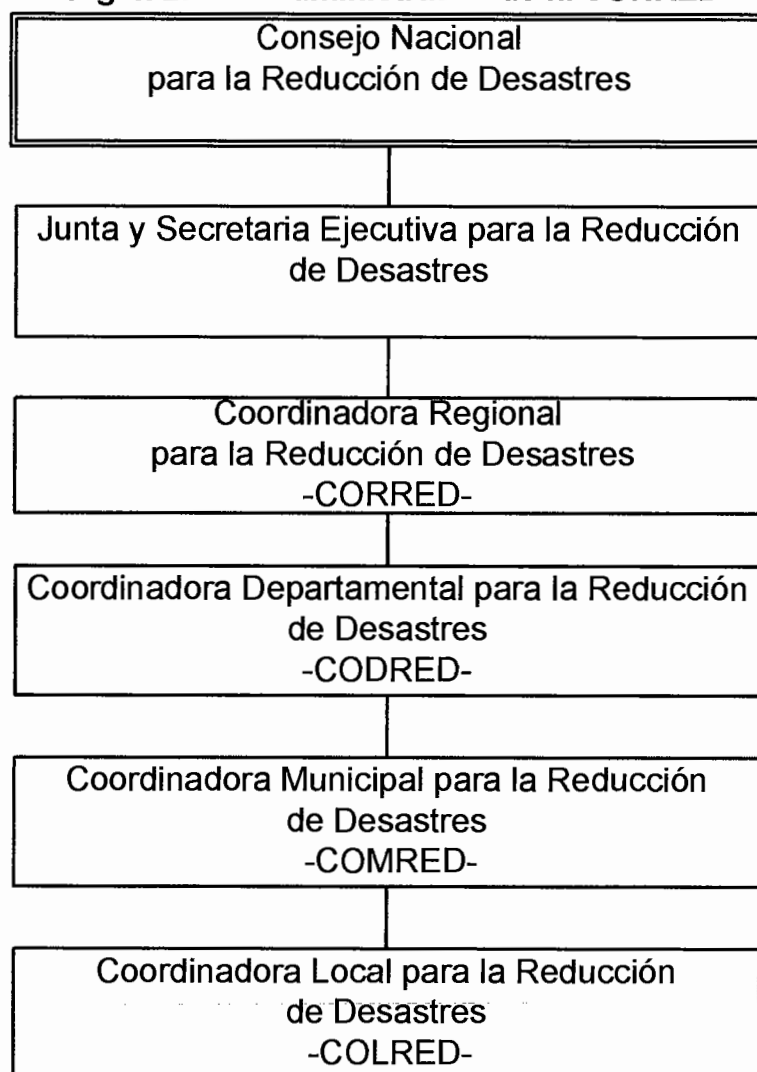 Consejo Nacional
para la Reducción de Desastres
Junta y Secretaria Ejecutiva para la Reducción
de Desastres
Coordinadora Regional
para la Reducción de Desastres
-CORRED-
Coordinadora Departamental para la Reducción
de Desastres
-CODRED-
Coordinadora Municipal para la Reducción
de Desastres
-COMRED-
Coordinadora Local para la Reducción
de Desastres
-COLRED-